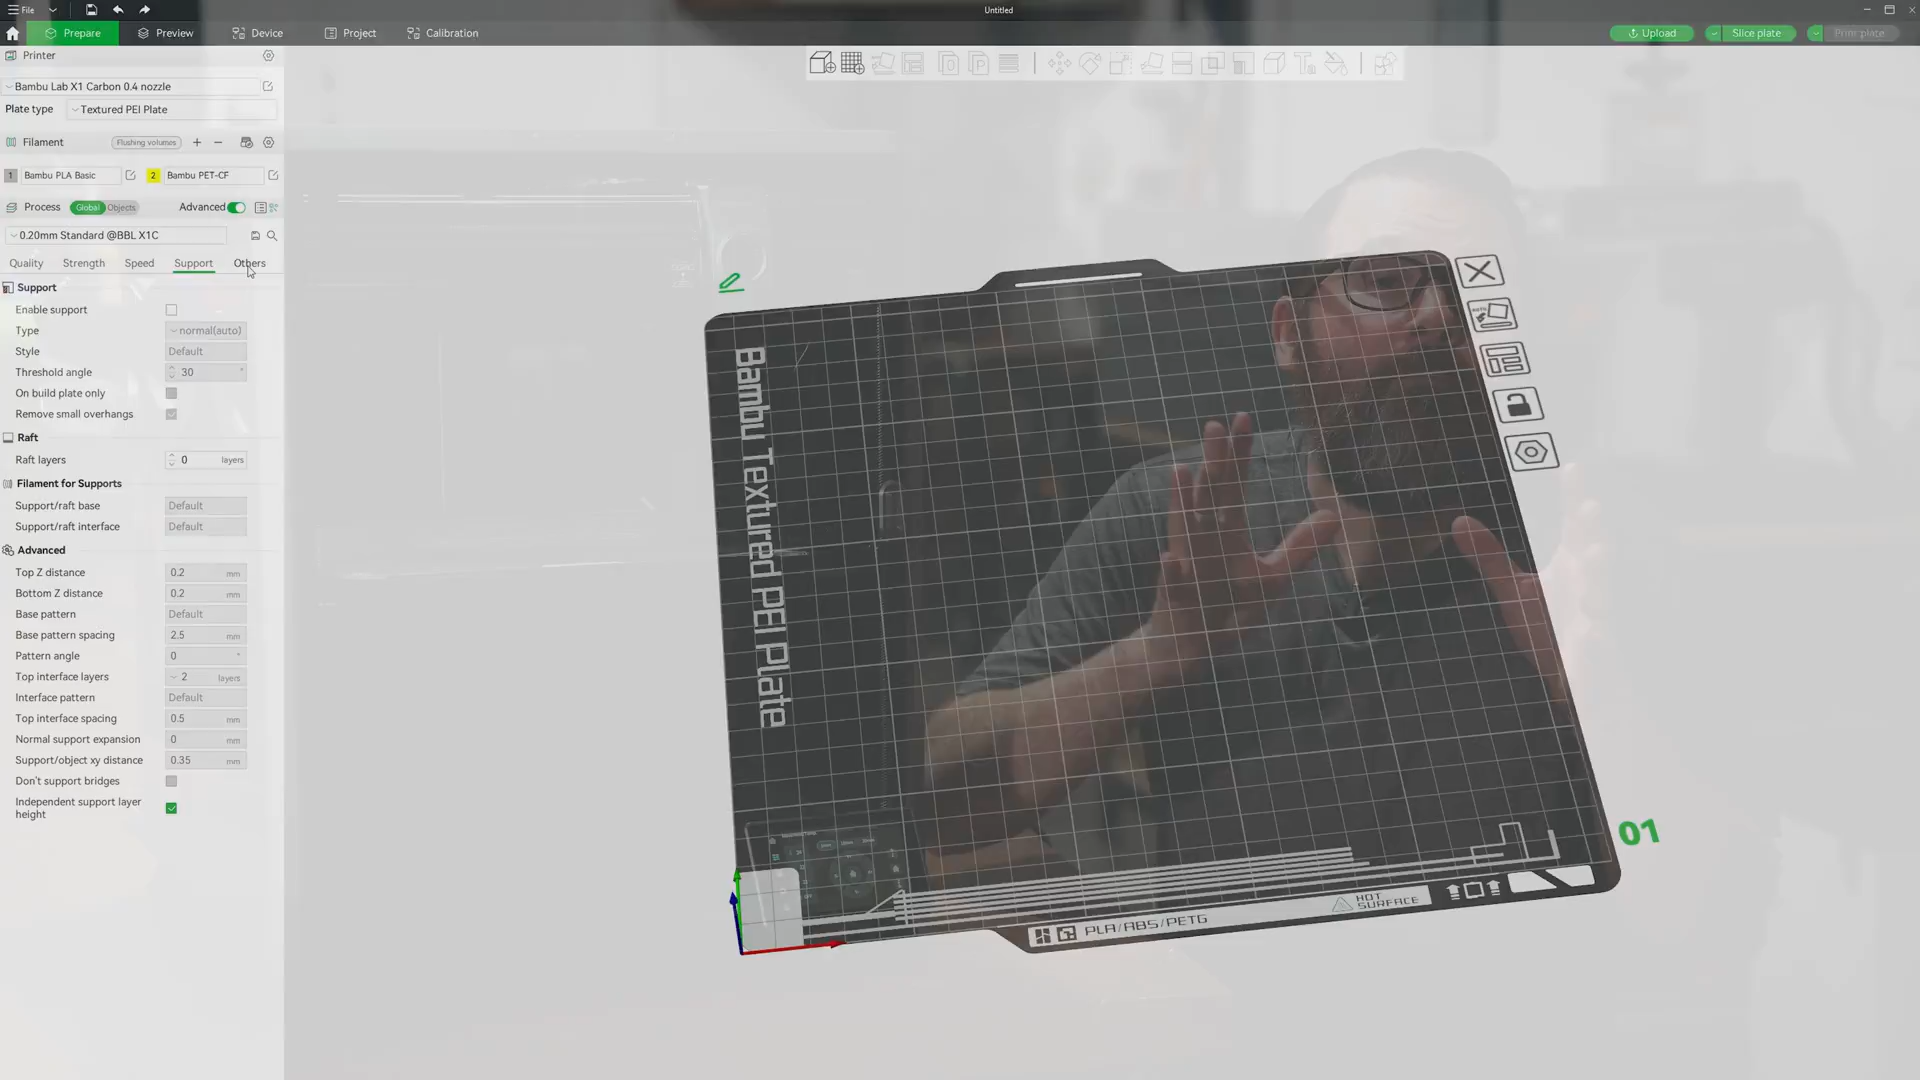 File
Untitled
Prepare
Preview
Device
Project
Calibration
Upload
Slice plate
Print plate
Printer
Bambu Lab X1 Carbon 0.4 nozzle
Plate type
Textured PEI Plate
Filament
Flushing volumes
1 Bambu PLA Basic
2 Bambu PET-CF
Process
Global
Objects
Advanced
0.20mm Standard @BBL X1C
Quality
Strength
Speed
Support
Others
Support
Enable support
Type normal(auto)
Style Default
Threshold angle 30 °
On build plate only
Remove small overhangs
Raft
Raft layers 0 layers
Filament for Supports
Support/raft base Default
Support/raft interface Default
Advanced
Top Z distance 0.2 mm
Bottom Z distance 0.2 mm
Base pattern Default
Base pattern spacing 2.5 mm
Pattern angle 0 °
Top interface layers 2 layers
Interface pattern Default
Top interface spacing 0.5 mm
Normal support expansion 0 mm
Support/object xy distance 0.35 mm
Don't support bridges
Independent support layer
height
Bambu Textured PEI Plate
AUTO
01
PLA/ABS/PETG
HOT
SURFACE